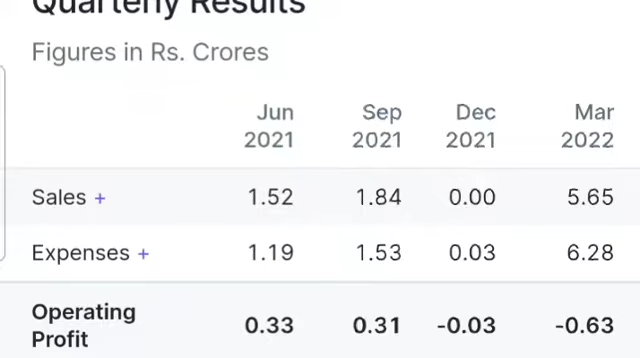 Quarterly Results
Figures in Rs. Crores
Jun Sep Dec Mar
2021 2021 2021 2022
Sales + 1.52 1.84 0.00 5.65
Expenses + 1.19 1.53 0.03 6.28
Operating
Profit 0.33 0.31 -0.03 -0.63